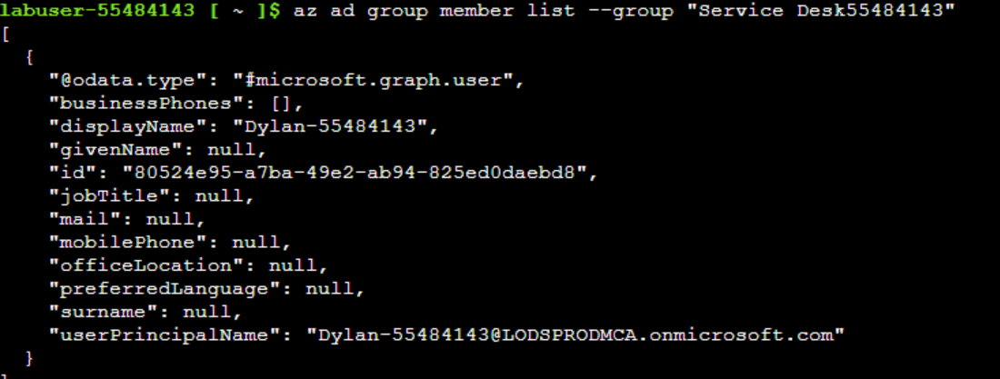 labuser-55484143 [ ~ ]$ az ad group member list --group "Service Desk55484143"
[
  {
    "@odata.type": "#microsoft.graph.user",
    "businessPhones": [],
    "displayName": "Dylan-55484143",
    "givenName": null,
    "id": "80524e95-a7ba-49e2-ab94-825ed0daebd8",
    "jobTitle": null,
    "mail": null,
    "mobilePhone": null,
    "officeLocation": null,
    "preferredLanguage": null,
    "surname": null,
    "userPrincipalName": "Dylan-55484143@LODSPRODMCA.onmicrosoft.com"
  }